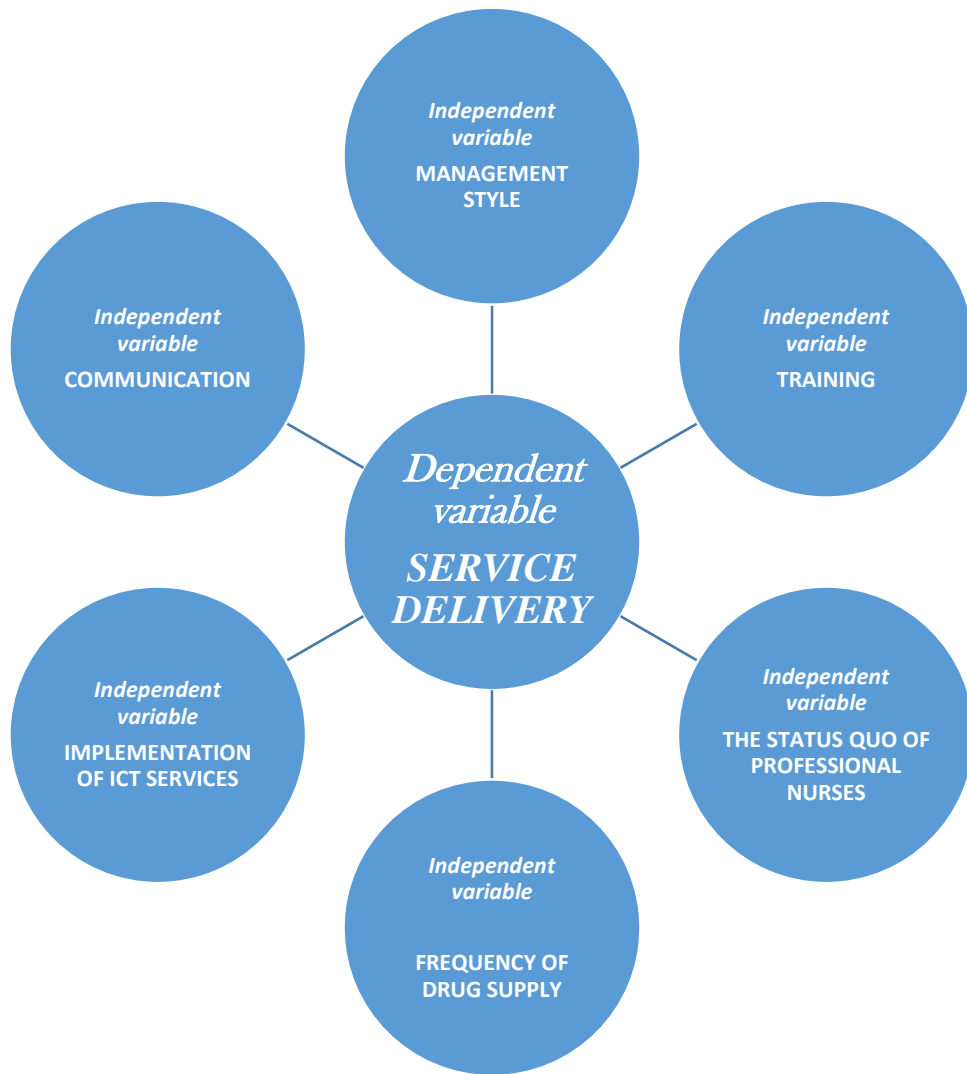 Independent
variable
MANAGEMENT
STYLE
Independent
variable
COMMUNICATION
Independent
variable
TRAINING
Dependent
variable
SERVICE
DELIVERY
Independent
variable
IMPLEMENTATION
OF ICT SERVICES
Independent
variable
THE STATUS QUO OF
PROFESSIONAL
NURSES
Independent
variable
FREQUENCY OF
DRUG SUPPLY